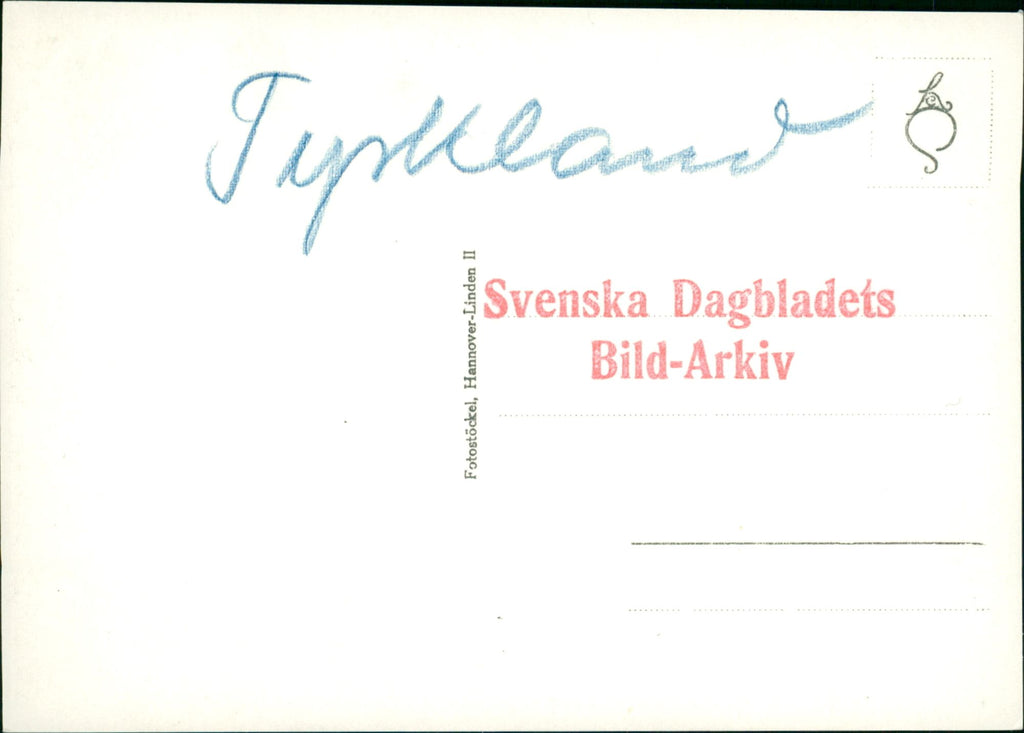 Tyskland
Svenska Dagbladets
Bild-Arkiv
Fotostöckel, Hannover-Linden II